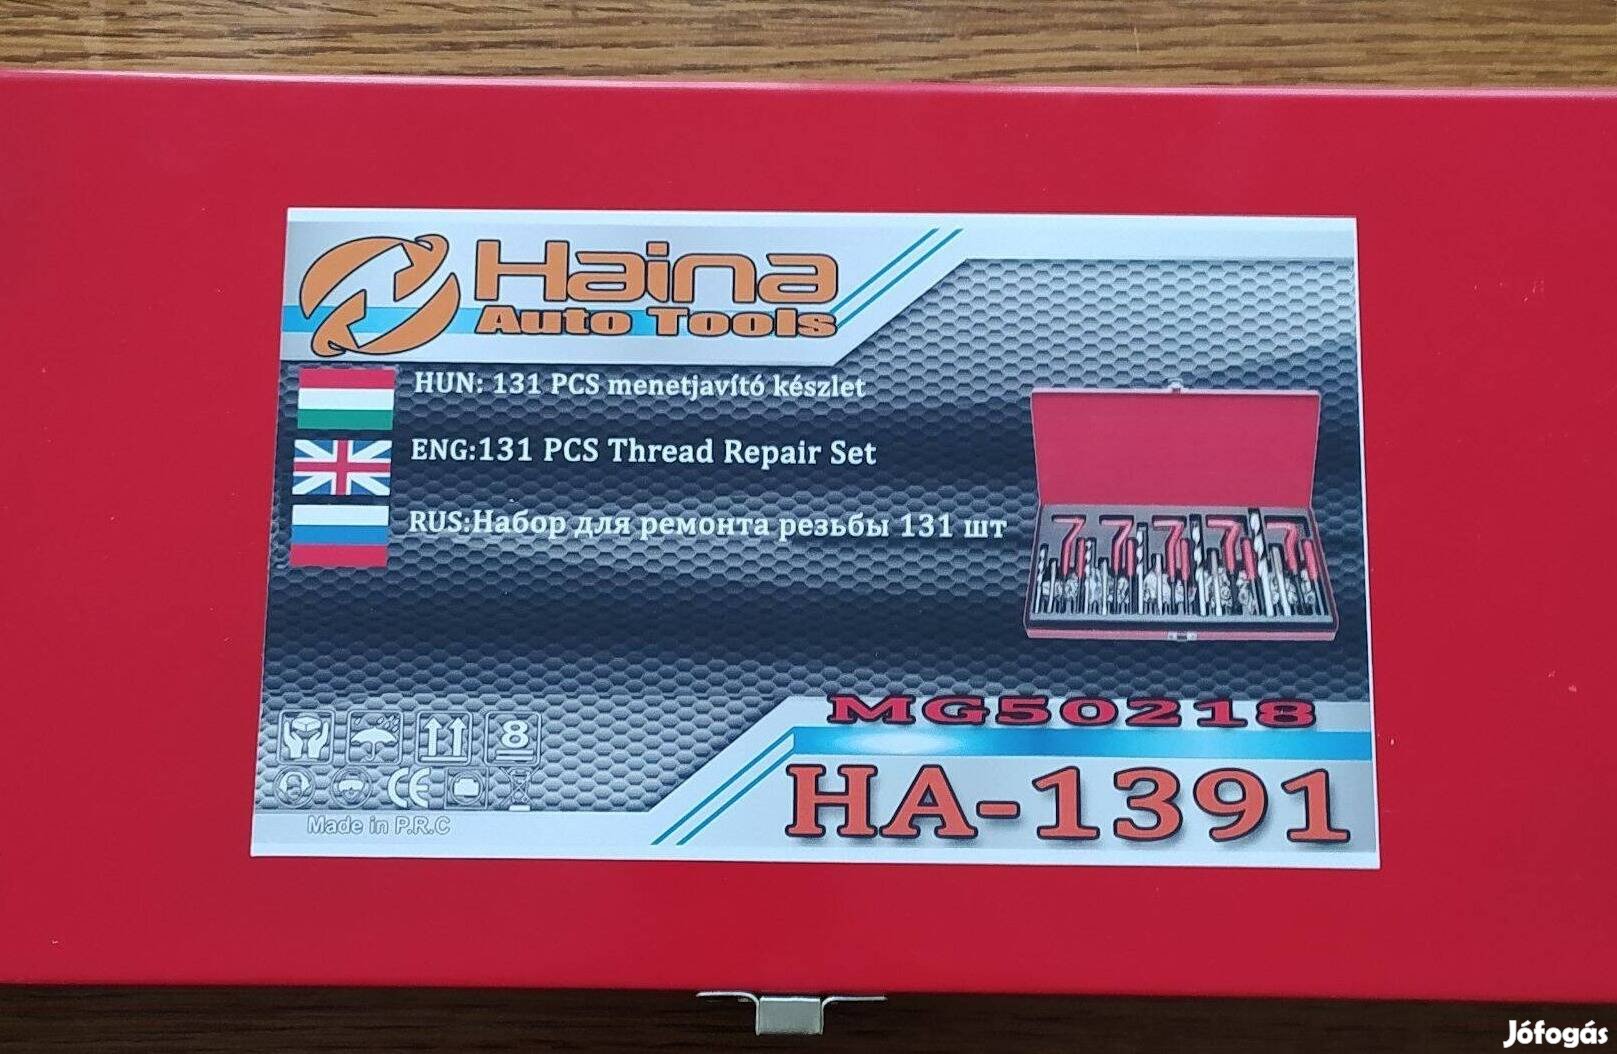 Haina
Auto Tools
HUN: 131 PCS menetjavító készlet
ENG:131 PCS Thread Repair Set
RUS:Набор для ремонта резьбы 131 шт
MG50218
HA-1391
8
CE
Made in P.R.C
Jófogás